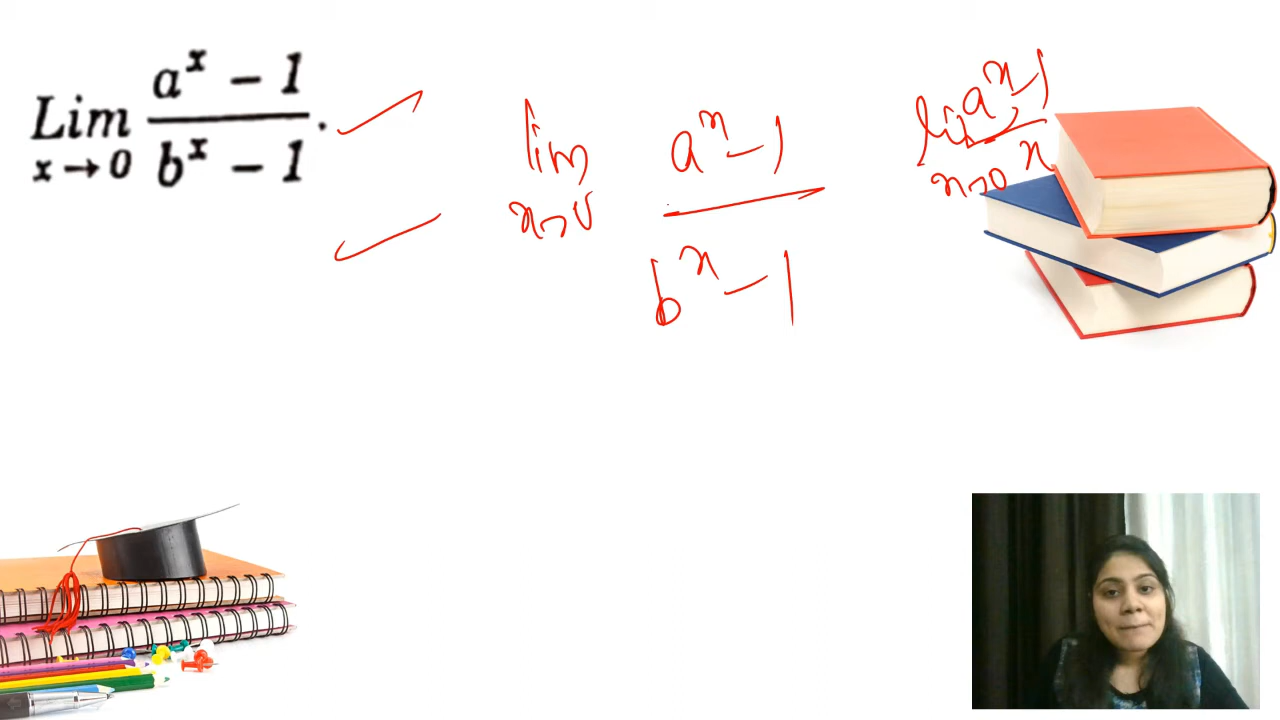 Lim x→0 (a^x − 1)/(b^x − 1).
lim x→0 (a^x − 1)/(b^x − 1)
lim x→0 (a^x − 1)/x